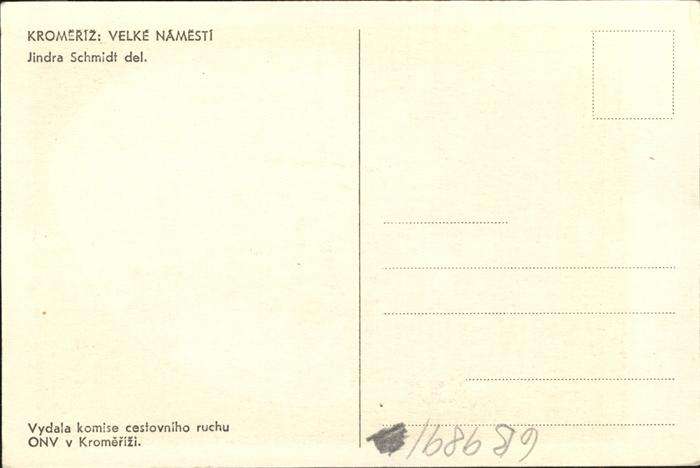 KROMĚŘÍŽ: VELKÉ NÁMĚSTÍ
Jindra Schmidt del.
Vydala komise cestovního ruchu
ONV v Kroměříži.